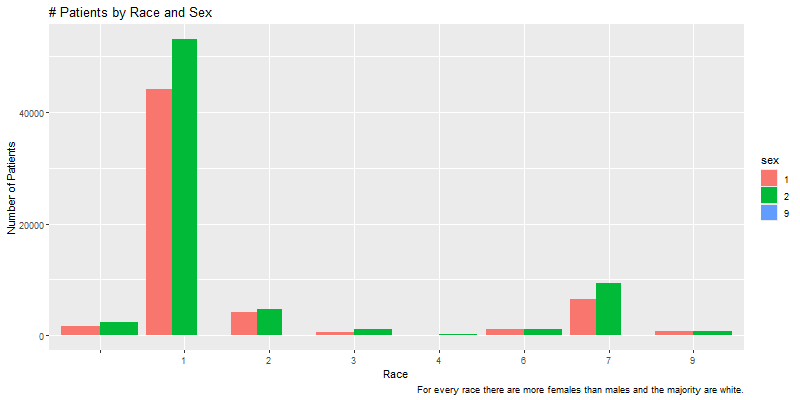 # Patients by Race and Sex
Number of Patients
40000
20000
0
1
2
3
4
6
7
9
Race
sex
1
2
9
For every race there are more females than males and the majority are white.